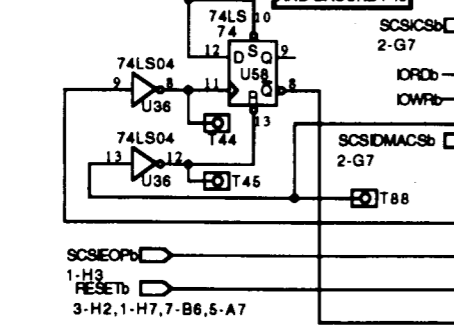 74LS 10
74
SCSICSb
2-G7
12 D S Q 9
74LS04
U58
IORDb
9 8 11 Q 8
IOWRb
U36
R
13
T44
74LS04
SCSIDMACSb
13 12
2-G7
U36
T45
T88
SCSIEOPb
1-H3
RESETb
3-H2,1-H7,7-B6,5-A7